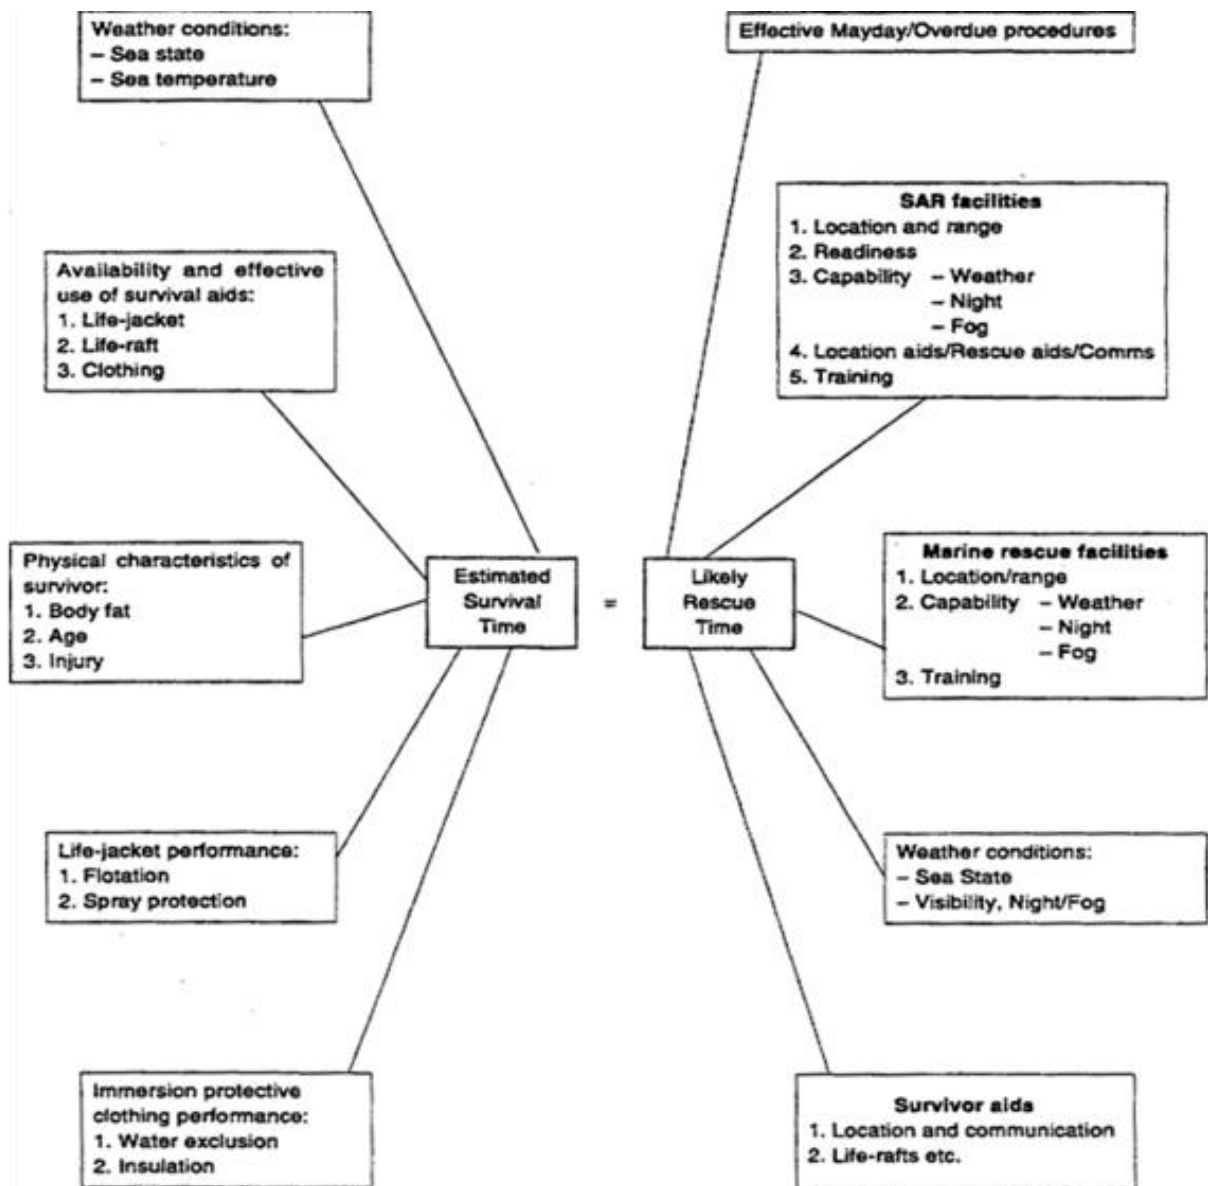 Weather conditions:
– Sea state
– Sea temperature
Availability and effective
use of survival aids:
1. Life-jacket
2. Life-raft
3. Clothing
Physical characteristics of
survivor:
1. Body fat
2. Age
3. Injury
Life-jacket performance:
1. Flotation
2. Spray protection
Immersion protective
clothing performance:
1. Water exclusion
2. Insulation
Estimated
Survival
Time
=
Likely
Rescue
Time
Effective Mayday/Overdue procedures
SAR facilities
1. Location and range
2. Readiness
3. Capability – Weather
– Night
– Fog
4. Location aids/Rescue aids/Comms
5. Training
Marine rescue facilities
1. Location/range
2. Capability – Weather
– Night
– Fog
3. Training
Weather conditions:
– Sea State
– Visibility, Night/Fog
Survivor aids
1. Location and communication
2. Life-rafts etc.